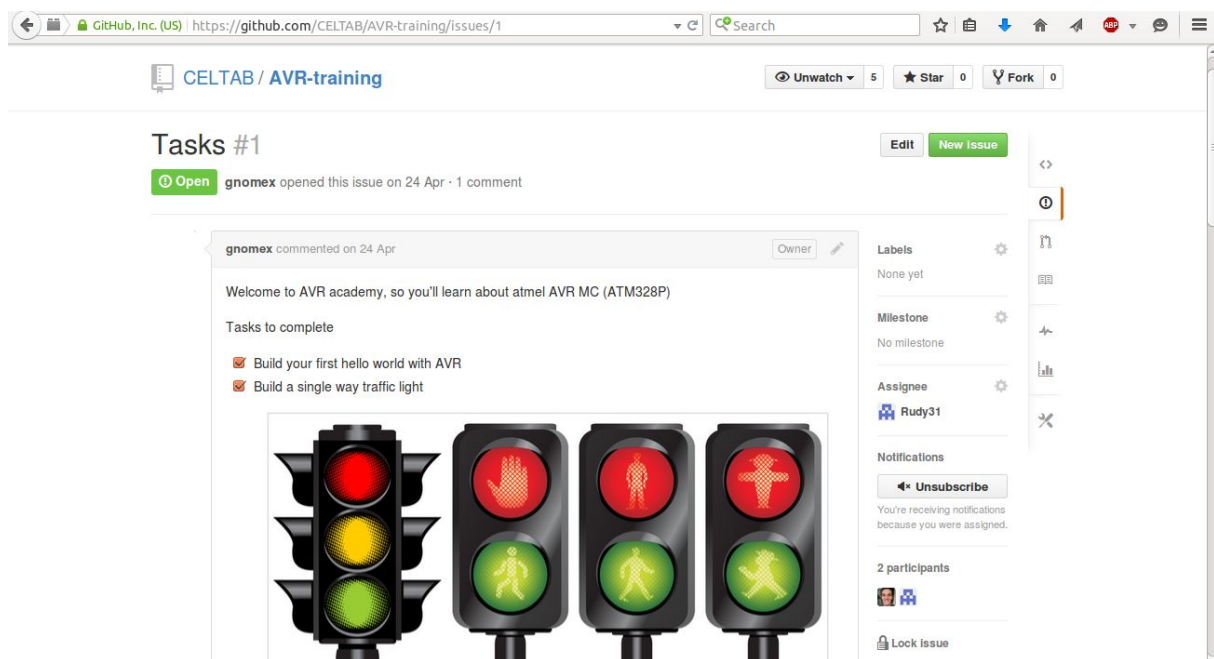 GitHub, Inc. (US) https://github.com/CELTAB/AVR-training/issues/1 Search ABP
CELTAB / AVR-training
Unwatch 5 Star 0 Fork 0
Tasks #1
Edit New issue
Open gnomex opened this issue on 24 Apr · 1 comment
gnomex commented on 24 Apr Owner
Welcome to AVR academy, so you'll learn about atmel AVR MC (ATM328P)
Tasks to complete
Build your first hello world with AVR
Build a single way traffic light
Labels
None yet
Milestone
No milestone
Assignee
Rudy31
Notifications
Unsubscribe
You're receiving notifications
because you were assigned.
2 participants
Lock issue